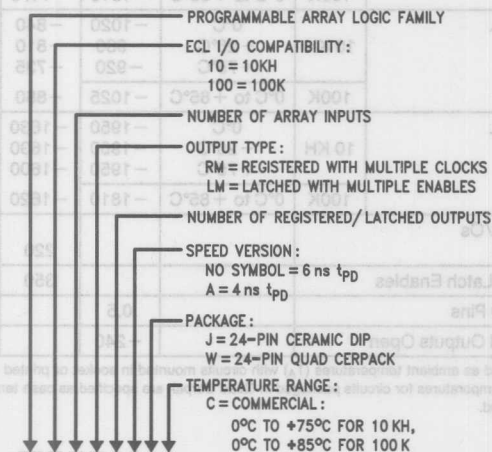 PROGRAMMABLE ARRAY LOGIC FAMILY
ECL I/O COMPATIBILITY:
10 = 10KH
100 = 100K
NUMBER OF ARRAY INPUTS
OUTPUT TYPE:
RM = REGISTERED WITH MULTIPLE CLOCKS
LM = LATCHED WITH MULTIPLE ENABLES
NUMBER OF REGISTERED/LATCHED OUTPUTS
SPEED VERSION:
NO SYMBOL = 6 ns tPD
A = 4 ns tPD
PACKAGE:
J = 24-PIN CERAMIC DIP
W = 24-PIN QUAD CERPACK
TEMPERATURE RANGE:
C = COMMERCIAL:
0°C TO +75°C FOR 10 KH,
0°C TO +85°C FOR 100 K